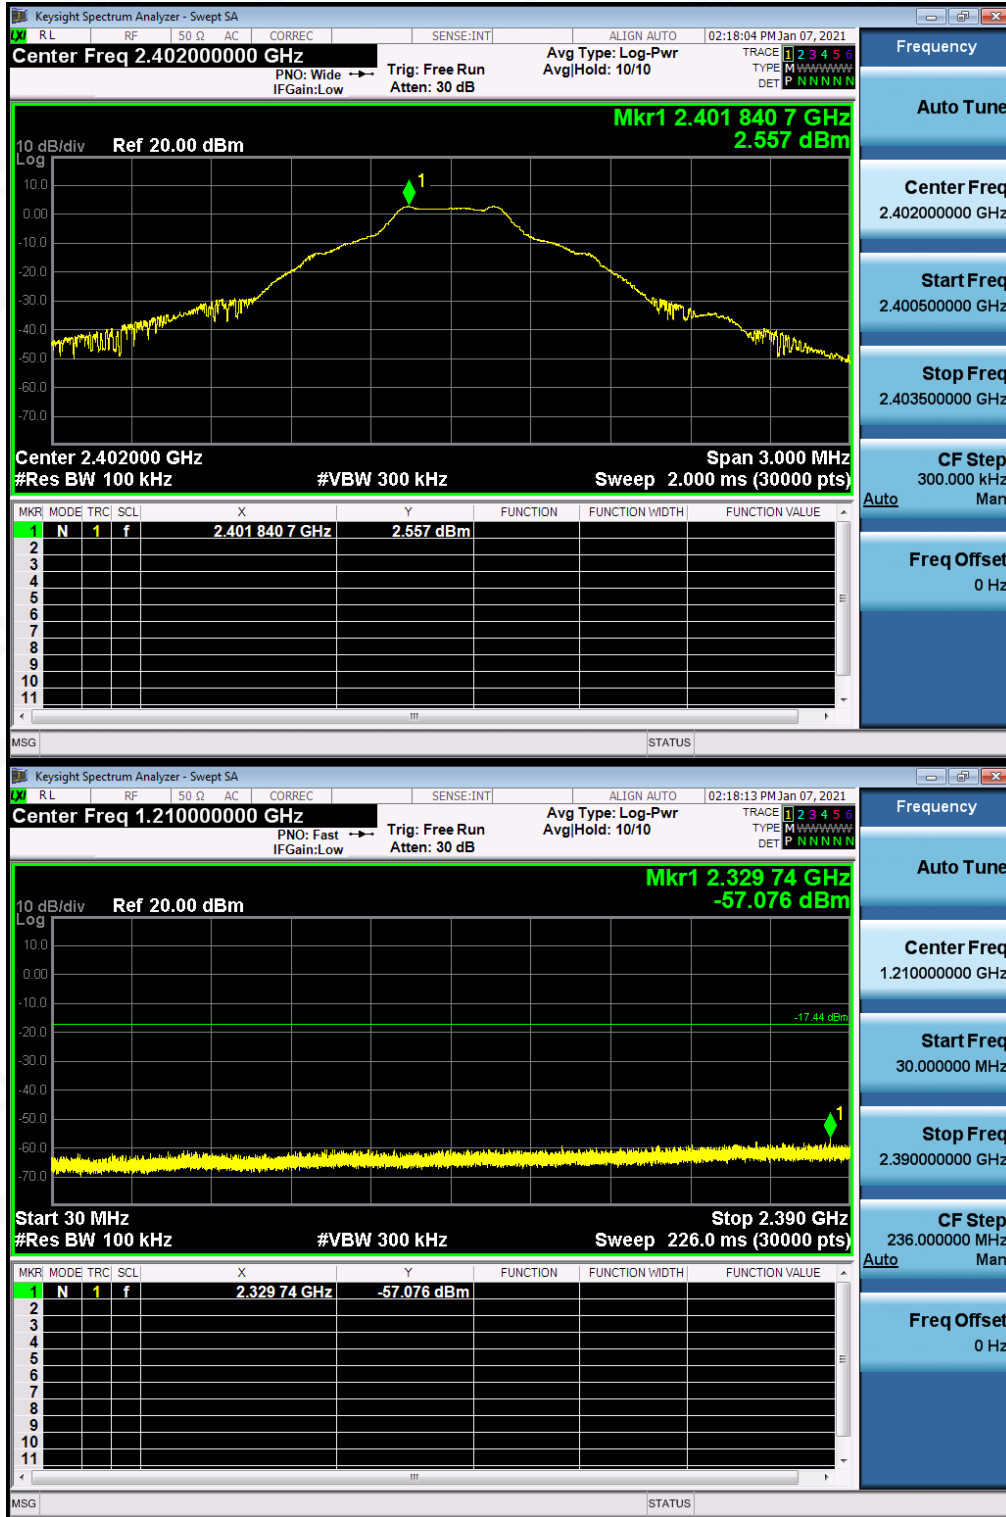 Keysight Spectrum Analyzer - Swept SA
LXI RL RF 50 Ω AC CORREC SENSE:INT ALIGN AUTO 02:18:04 PM Jan 07, 2021
Center Freq 2.402000000 GHz
PNO: Wide
IFGain:Low
Trig: Free Run
Atten: 30 dB
Avg Type: Log-Pwr
Avg|Hold: 10/10
TRACE 1 2 3 4 5 6
TYPE M WWWWW
DET P N N N N N
Mkr1 2.401 840 7 GHz
2.557 dBm
10 dB/div Ref 20.00 dBm
Log
1
10.0
0.00
-10.0
-20.0
-30.0
-40.0
-50.0
-60.0
-70.0
Center 2.402000 GHz Span 3.000 MHz
#Res BW 100 kHz #VBW 300 kHz Sweep 2.000 ms (30000 pts)
MKR MODE TRC SCL X Y FUNCTION FUNCTION WIDTH FUNCTION VALUE
1 N 1 f 2.401 840 7 GHz 2.557 dBm
2
3
4
5
6
7
8
9
10
11
MSG STATUS
Frequency
Auto Tune
Center Freq
2.402000000 GHz
Start Freq
2.400500000 GHz
Stop Freq
2.403500000 GHz
CF Step
300.000 kHz
Auto Man
Freq Offset
0 Hz
Keysight Spectrum Analyzer - Swept SA
LXI RL RF 50 Ω AC CORREC SENSE:INT ALIGN AUTO 02:18:13 PM Jan 07, 2021
Center Freq 1.210000000 GHz
PNO: Fast
IFGain:Low
Trig: Free Run
Atten: 30 dB
Avg Type: Log-Pwr
Avg|Hold: 10/10
TRACE 1 2 3 4 5 6
TYPE M WWWWW
DET P N N N N N
Mkr1 2.329 74 GHz
-57.076 dBm
10 dB/div Ref 20.00 dBm
Log
10.0
0.00
-10.0
-17.44 dBm
-20.0
-30.0
-40.0
-50.0
1
-60.0
-70.0
Start 30 MHz Stop 2.390 GHz
#Res BW 100 kHz #VBW 300 kHz Sweep 226.0 ms (30000 pts)
MKR MODE TRC SCL X Y FUNCTION FUNCTION WIDTH FUNCTION VALUE
1 N 1 f 2.329 74 GHz -57.076 dBm
2
3
4
5
6
7
8
9
10
11
MSG STATUS
Frequency
Auto Tune
Center Freq
1.210000000 GHz
Start Freq
30.000000 MHz
Stop Freq
2.390000000 GHz
CF Step
236.000000 MHz
Auto Man
Freq Offset
0 Hz